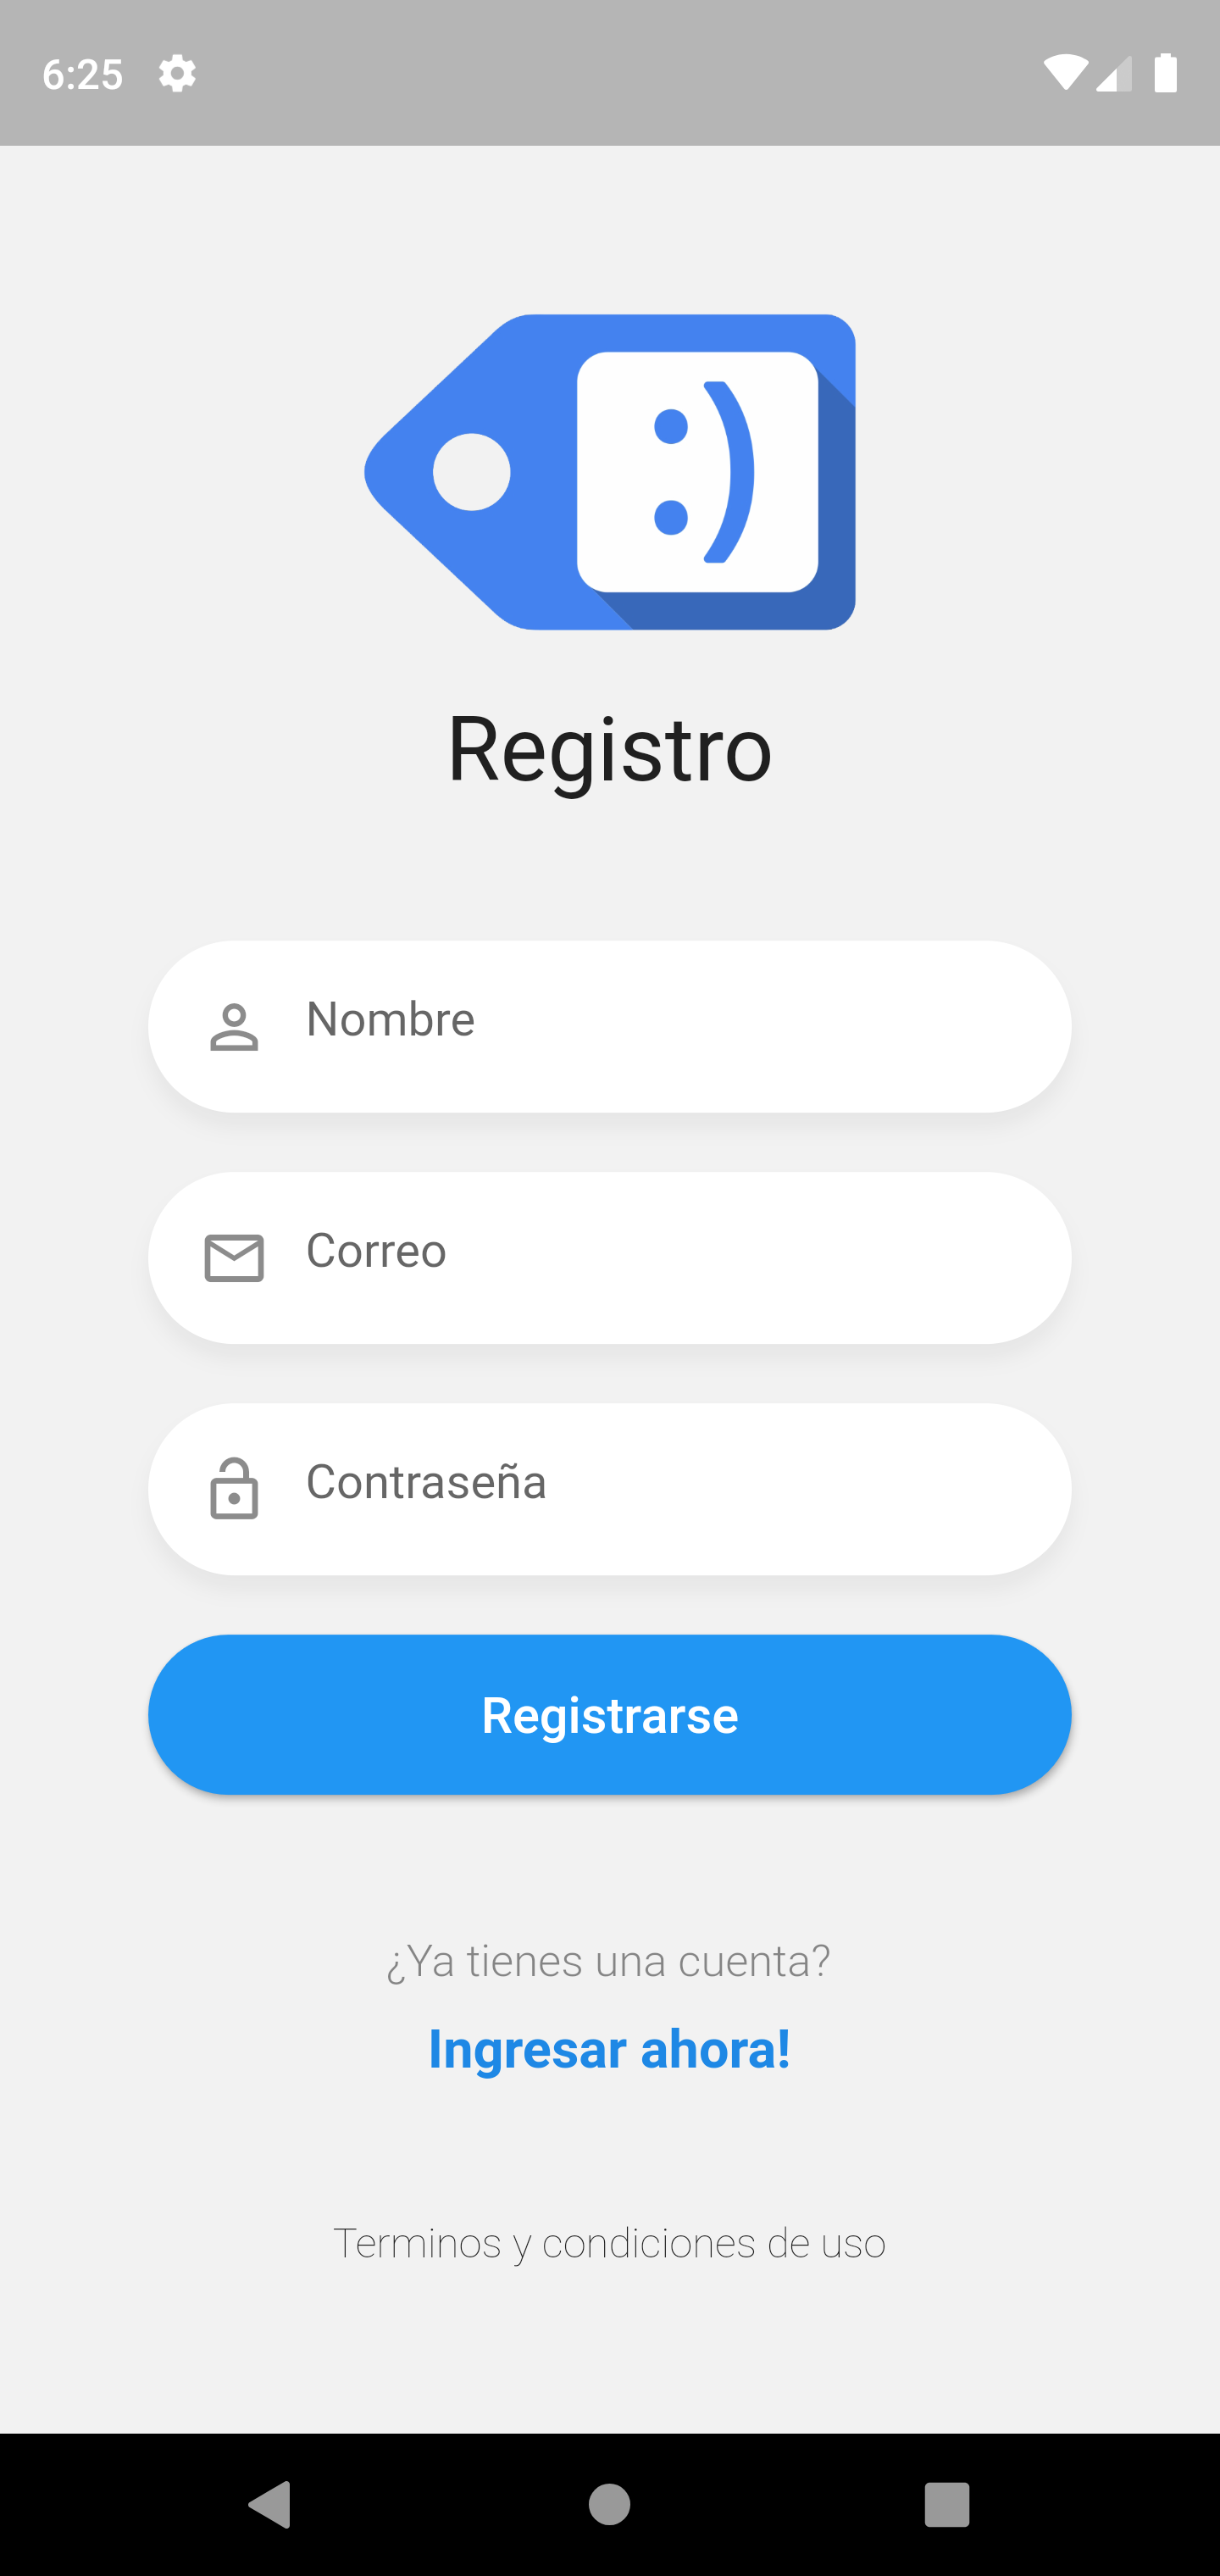 6:25
:)
Registro
Nombre
Correo
Contraseña
Registrarse
¿Ya tienes una cuenta?
Ingresar ahora!
Terminos y condiciones de uso